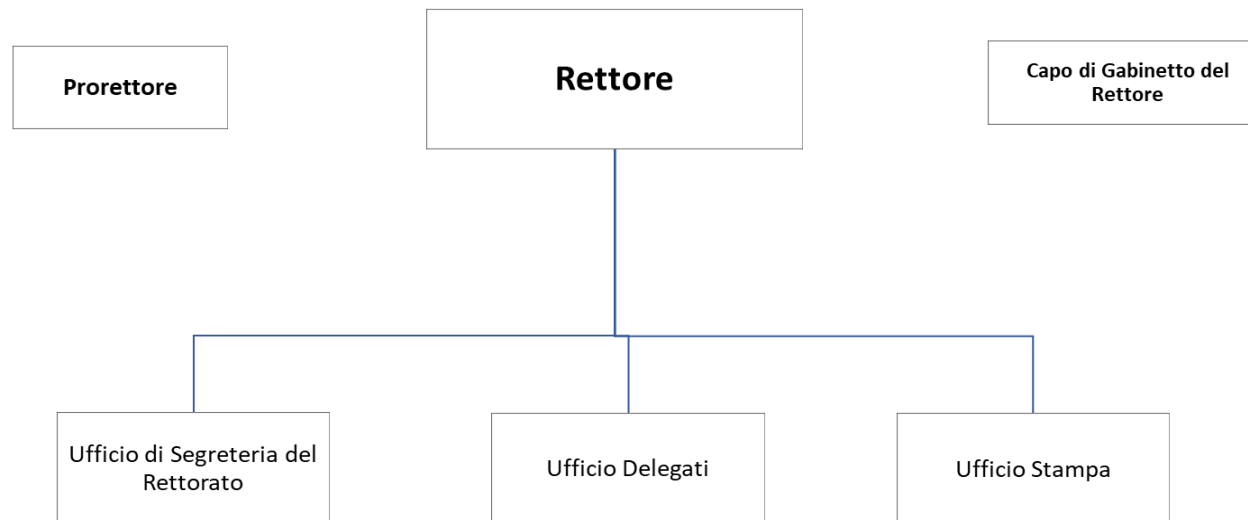 Prorettore
Rettore
Capo di Gabinetto del
Rettore
Ufficio di Segreteria del
Rettorato
Ufficio Delegati
Ufficio Stampa